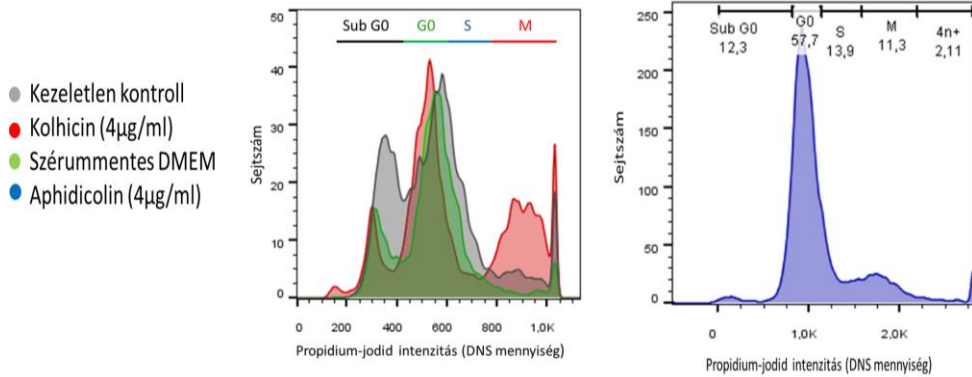 Kezeletlen kontroll
Kolhicin (4µg/ml)
Szérummentes DMEM
Aphidicolin (4µg/ml)
Sub G0 G0 S M
50
40
30
20
10
0
Sejtszám
0 200 400 600 800 1,0K
Propidium-jodid intenzitás (DNS mennyiség)
Sub G0 G0 S M 4n+
12,3 57,7 13,9 11,3 2,11
250
200
150
100
50
0
Sejtszám
0 1,0K 2,0K
Propidium-jodid intenzitás (DNS mennyiség)